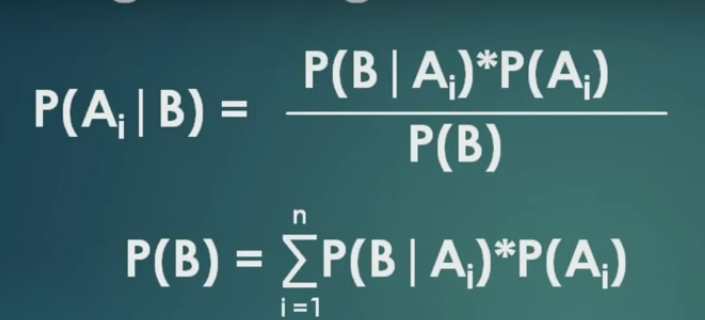 P(Aᵢ | B) = P(B | Aᵢ)*P(Aᵢ) / P(B)
P(B) = ∑ᵢ₌₁ⁿ P(B | Aᵢ)*P(Aᵢ)